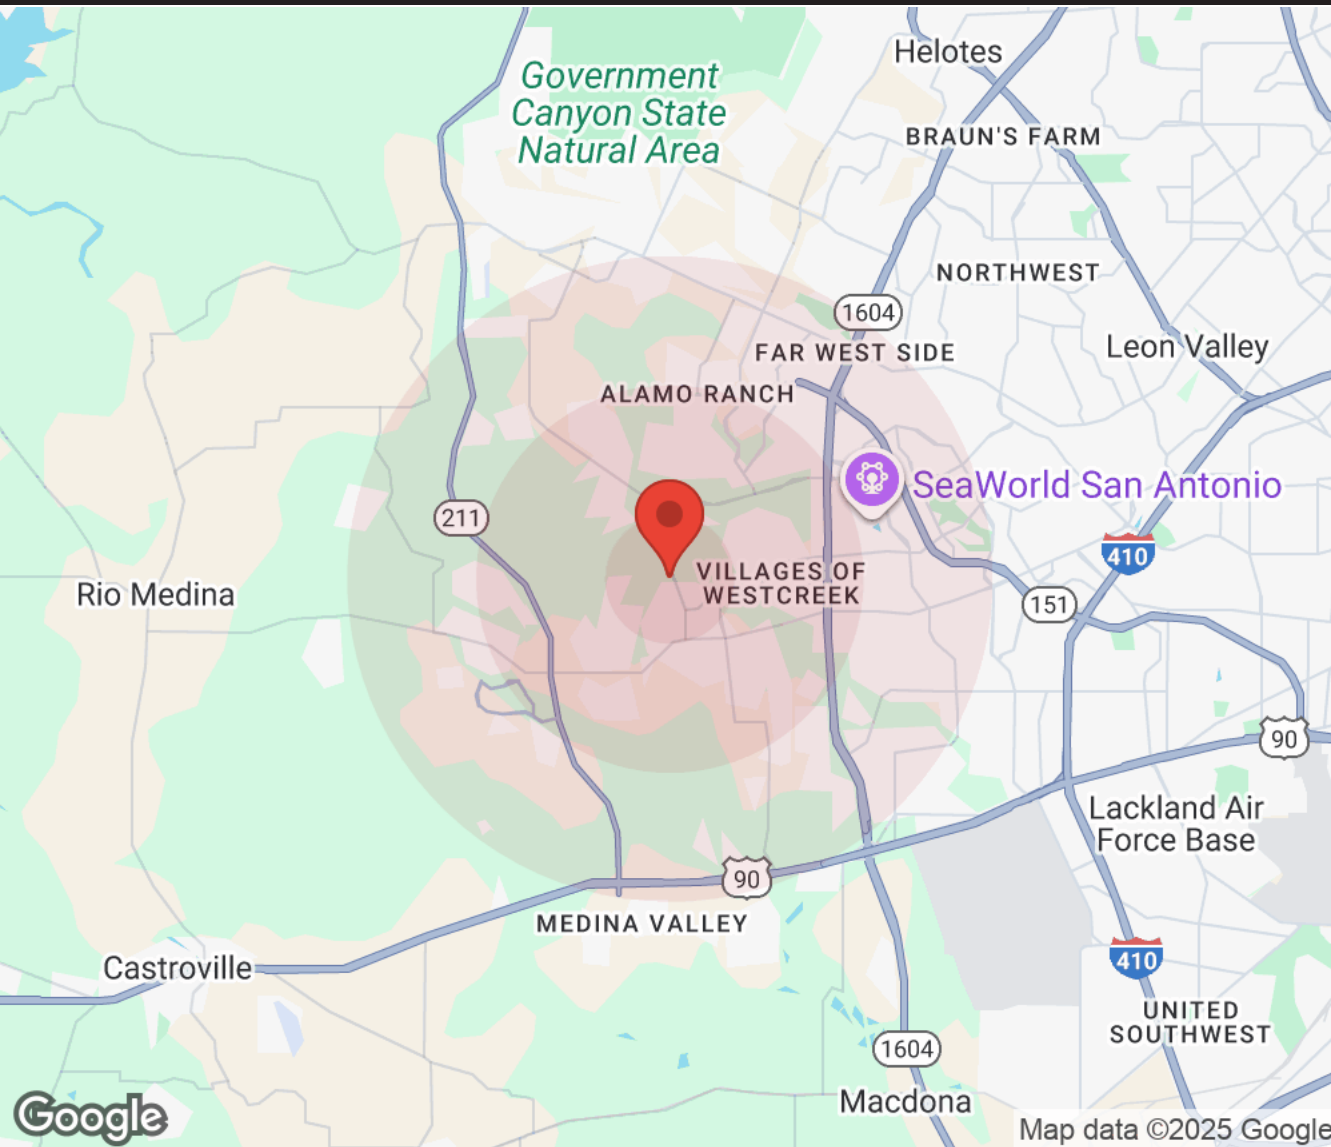 Helotes
Government
Canyon State
Natural Area
BRAUN'S FARM
NORTHWEST
1604
FAR WEST SIDE
Leon Valley
ALAMO RANCH
SeaWorld San Antonio
211
410
VILLAGES OF
WESTCREEK
Rio Medina
151
90
Lackland Air
Force Base
90
MEDINA VALLEY
Castroville
410
UNITED
SOUTHWEST
1604
Macdona
Google
Map data ©2025 Google